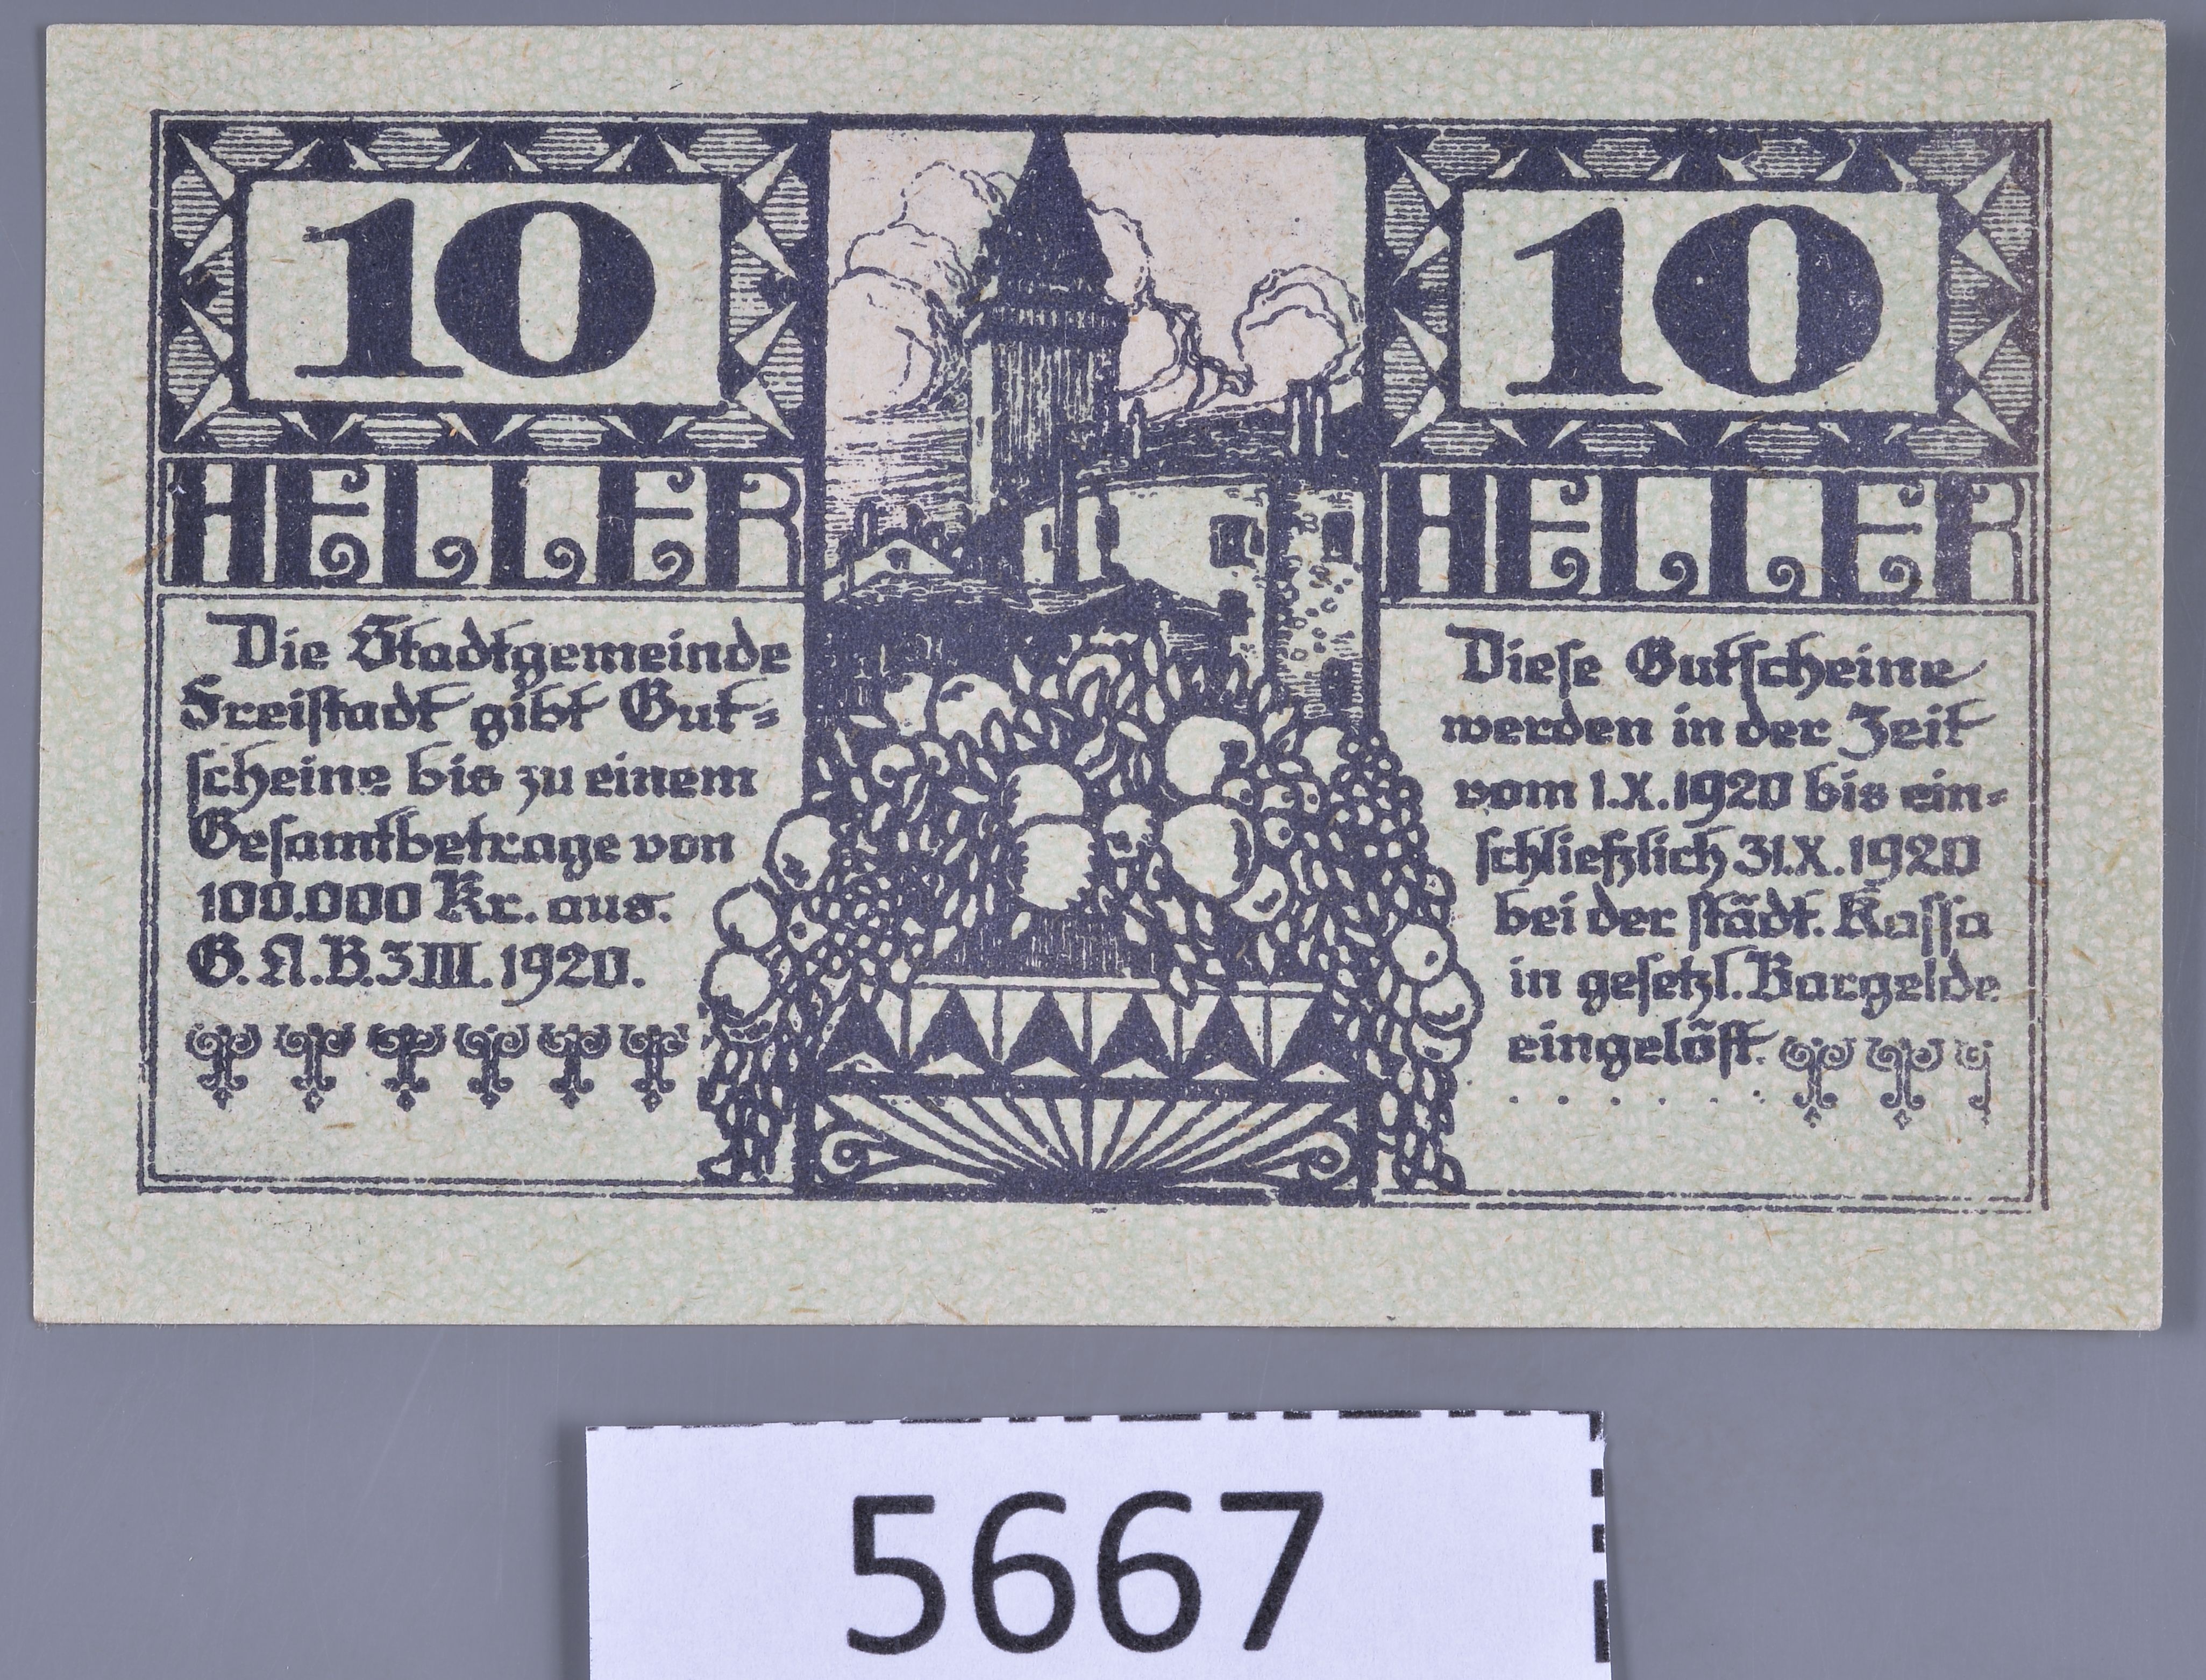 10
HELLER
Die Stadtgemeinde
Freistadt gibt Gut=
scheine bis zu einem
Gesamtbetrage von
100.000 Kr. aus.
G.A.B.3.III.1920.
10
HELLER
Diese Gutscheine
werden in der Zeit
vom 1.X.1920 bis ein=
schließlich 31.X.1920
bei der städt. Kassa
in gesetzl. Bargelde
eingelöst.
5667